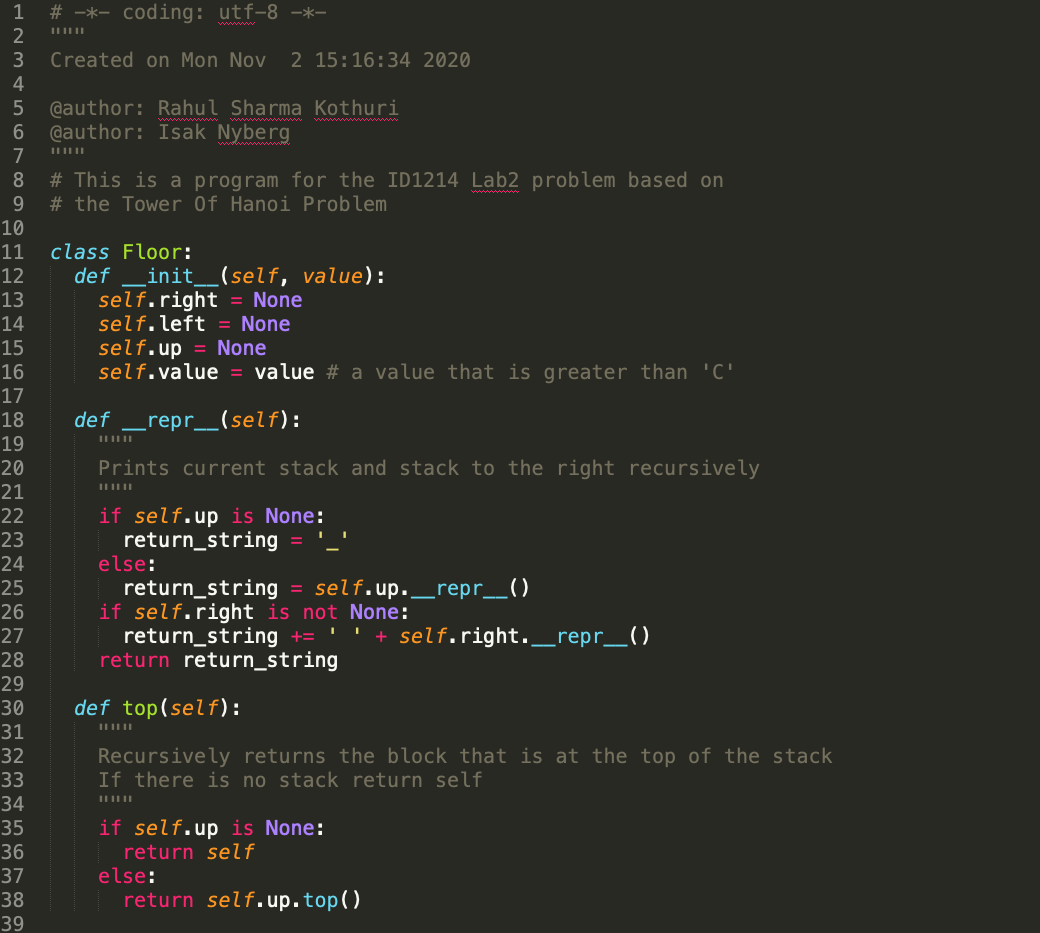 1 # -*- coding: utf-8 -*-
2 """
3 Created on Mon Nov  2 15:16:34 2020
4
5 @author: Rahul Sharma Kothuri
6 @author: Isak Nyberg
7 """
8 # This is a program for the ID1214 Lab2 problem based on
9 # the Tower Of Hanoi Problem
10
11 class Floor:
12   def __init__(self, value):
13     self.right = None
14     self.left = None
15     self.up = None
16     self.value = value # a value that is greater than 'C'
17
18   def __repr__(self):
19     """
20     Prints current stack and stack to the right recursively
21     """
22     if self.up is None:
23       return_string = '_'
24     else:
25       return_string = self.up.__repr__()
26     if self.right is not None:
27       return_string += ' ' + self.right.__repr__()
28     return return_string
29
30   def top(self):
31     """
32     Recursively returns the block that is at the top of the stack
33     If there is no stack return self
34     """
35     if self.up is None:
36       return self
37     else:
38       return self.up.top()
39